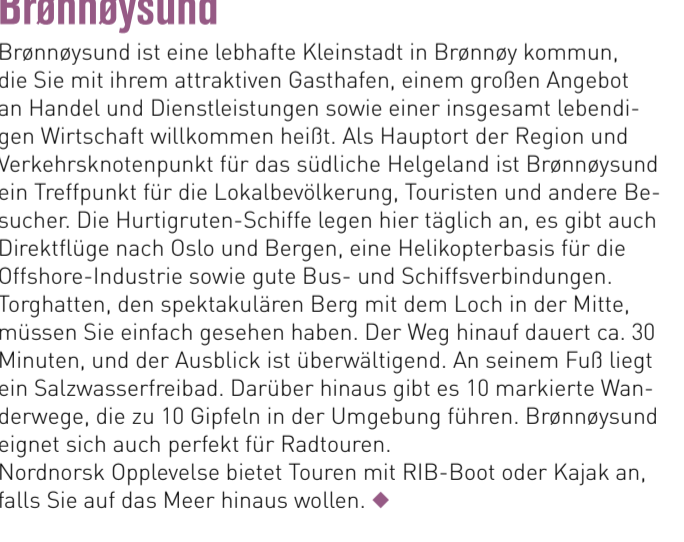 Brønnøysund
Brønnøysund ist eine lebhafte Kleinstadt in Brønnøy kommun,
die Sie mit ihrem attraktiven Gasthafen, einem großen Angebot
an Handel und Dienstleistungen sowie einer insgesamt lebendi-
gen Wirtschaft willkommen heißt. Als Hauptort der Region und
Verkehrsknotenpunkt für das südliche Helgeland ist Brønnøysund
ein Treffpunkt für die Lokalbevölkerung, Touristen und andere Be-
sucher. Die Hurtigruten-Schiffe legen hier täglich an, es gibt auch
Direktflüge nach Oslo und Bergen, eine Helikopterbasis für die
Offshore-Industrie sowie gute Bus- und Schiffsverbindungen.
Torghatten, den spektakulären Berg mit dem Loch in der Mitte,
müssen Sie einfach gesehen haben. Der Weg hinauf dauert ca. 30
Minuten, und der Ausblick ist überwältigend. An seinem Fuß liegt
ein Salzwasserfreibad. Darüber hinaus gibt es 10 markierte Wan-
derwege, die zu 10 Gipfeln in der Umgebung führen. Brønnøysund
eignet sich auch perfekt für Radtouren.
Nordnorsk Opplevelse bietet Touren mit RIB-Boot oder Kajak an,
falls Sie auf das Meer hinaus wollen. ◆